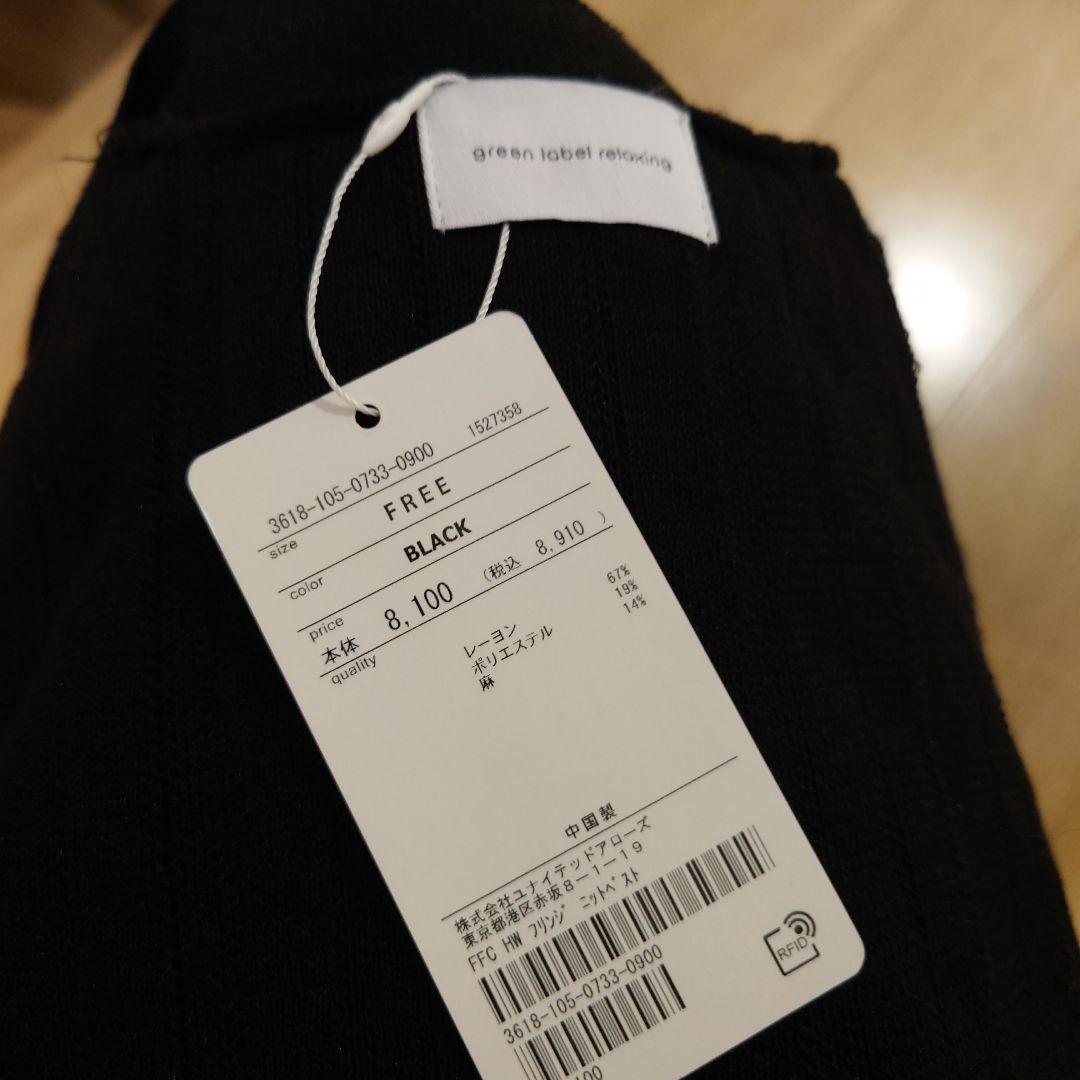 green label relaxing
3618-105-0733-0900 1527358
size FREE
color BLACK
price
本体 8,100 (税込 8,910 )
quality
レーヨン 67%
ポリエステル 19%
麻 14%
中国製
株式会社ユナイテッドアローズ
東京都港区赤坂8-1-19
FFC HW フリンジ ニットベスト
3618-105-0733-0900
RFID